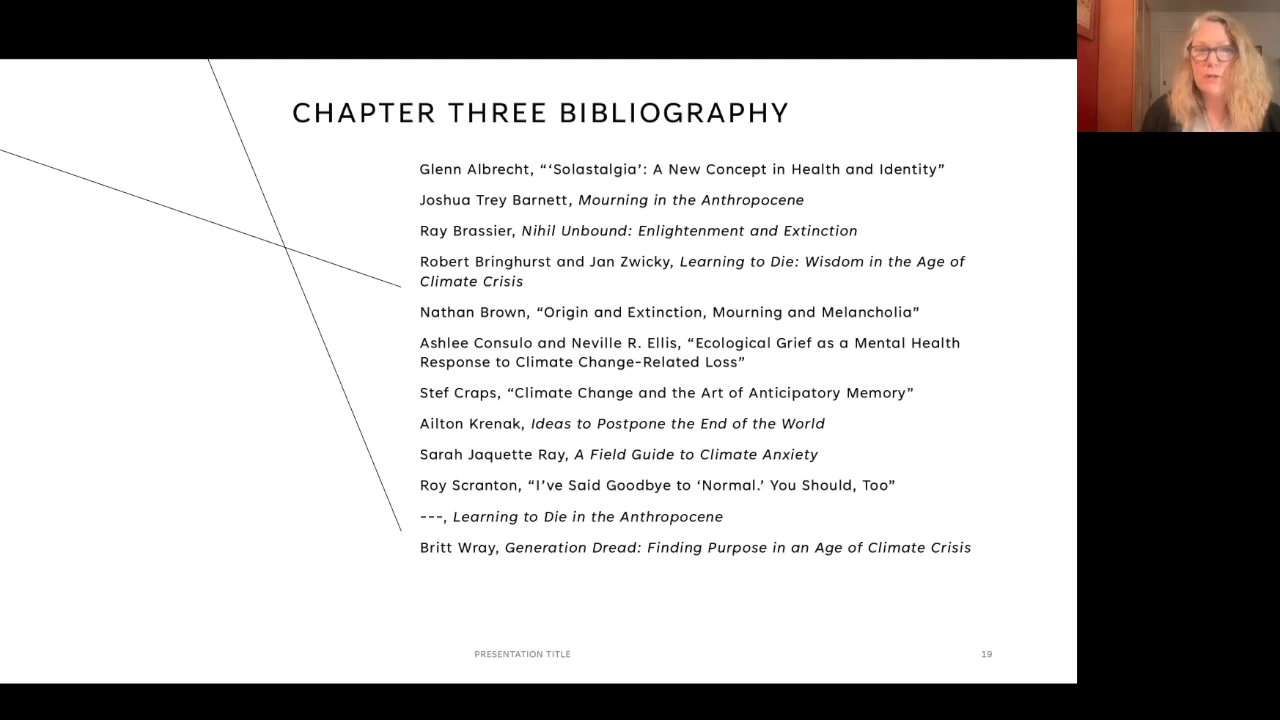 CHAPTER THREE BIBLIOGRAPHY
Glenn Albrecht, “‘Solastalgia’: A New Concept in Health and Identity”
Joshua Trey Barnett, Mourning in the Anthropocene
Ray Brassier, Nihil Unbound: Enlightenment and Extinction
Robert Bringhurst and Jan Zwicky, Learning to Die: Wisdom in the Age of
Climate Crisis
Nathan Brown, “Origin and Extinction, Mourning and Melancholia”
Ashlee Consulo and Neville R. Ellis, “Ecological Grief as a Mental Health
Response to Climate Change-Related Loss”
Stef Craps, “Climate Change and the Art of Anticipatory Memory”
Ailton Krenak, Ideas to Postpone the End of the World
Sarah Jaquette Ray, A Field Guide to Climate Anxiety
Roy Scranton, “I’ve Said Goodbye to ‘Normal.’ You Should, Too”
---, Learning to Die in the Anthropocene
Britt Wray, Generation Dread: Finding Purpose in an Age of Climate Crisis
PRESENTATION TITLE
19